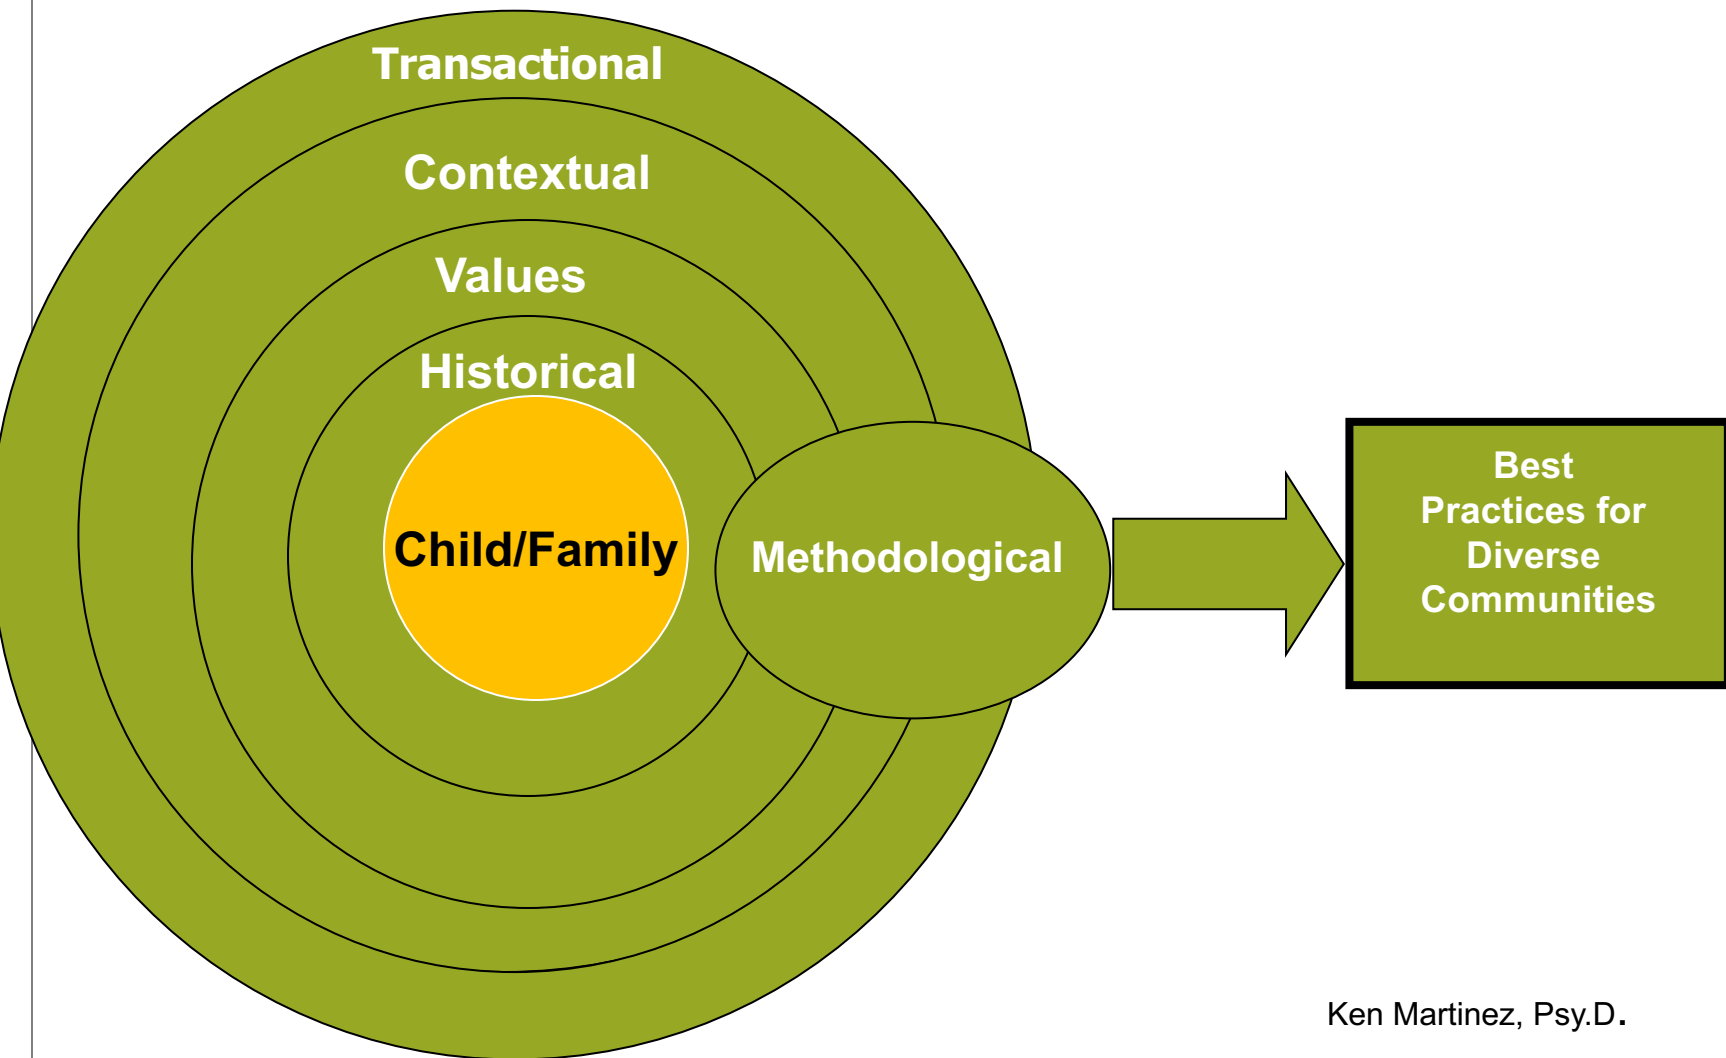 Transactional
Contextual
Values
Historical
Child/Family
Methodological
Best
Practices for
Diverse
Communities
Ken Martinez, Psy.D.